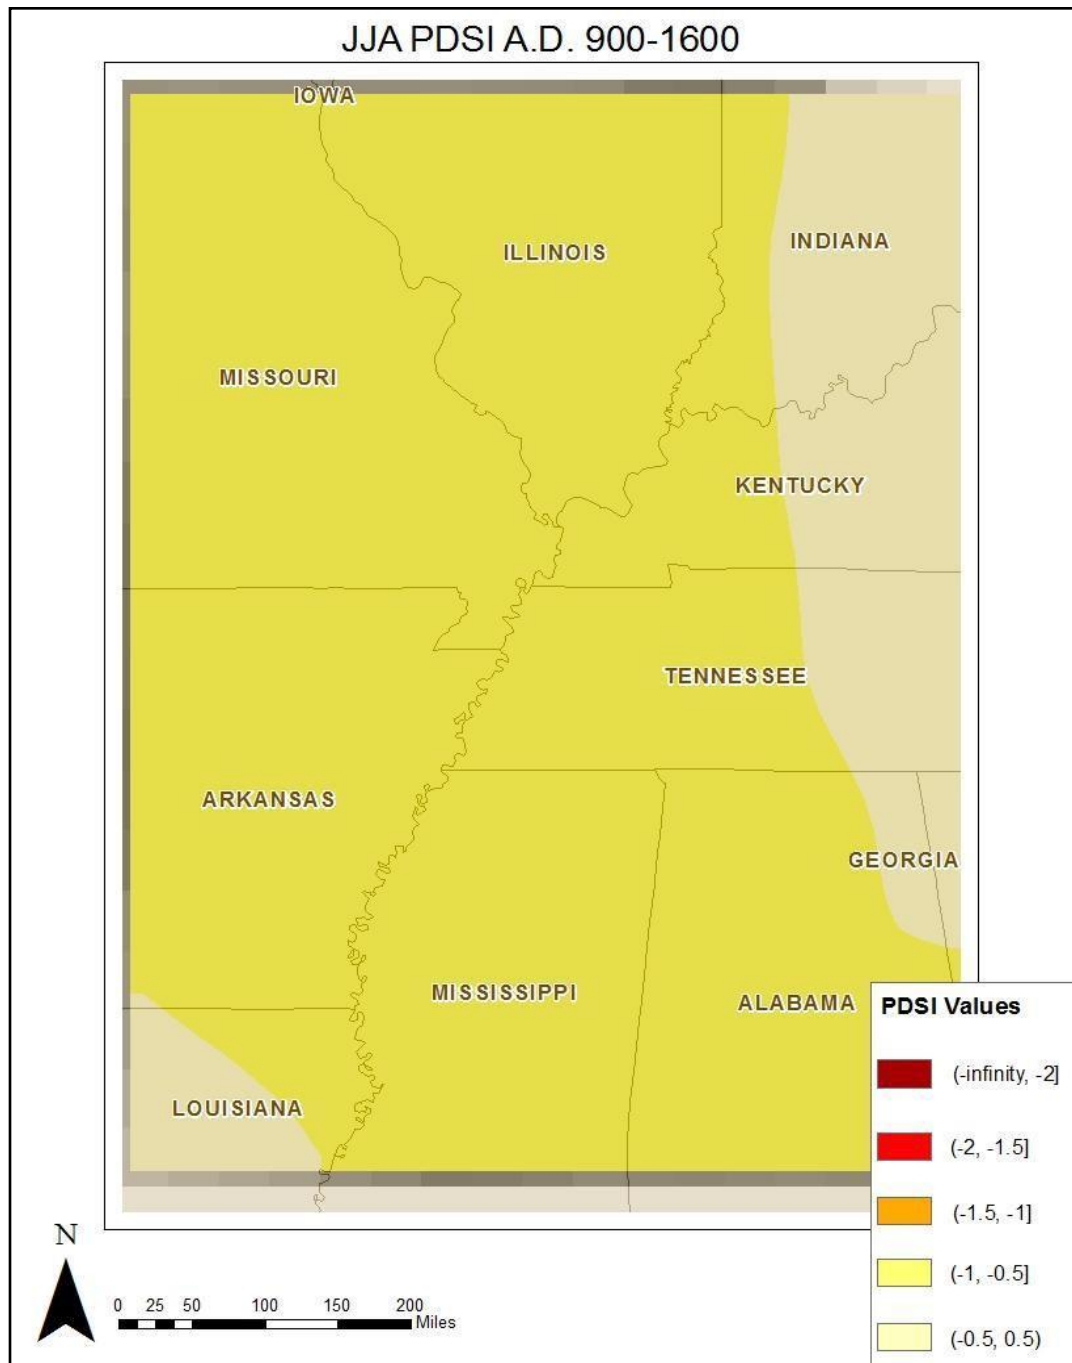 JJA PDSI A.D. 900-1600
IOWA
ILLINOIS
INDIANA
MISSOURI
KENTUCKY
TENNESSEE
ARKANSAS
GEORGIA
MISSISSIPPI
ALABAMA
LOUISIANA
PDSI Values
(-infinity, -2]
(-2, -1.5]
(-1.5, -1]
(-1, -0.5]
(-0.5, 0.5)
N
0 25 50 100 150 200
Miles